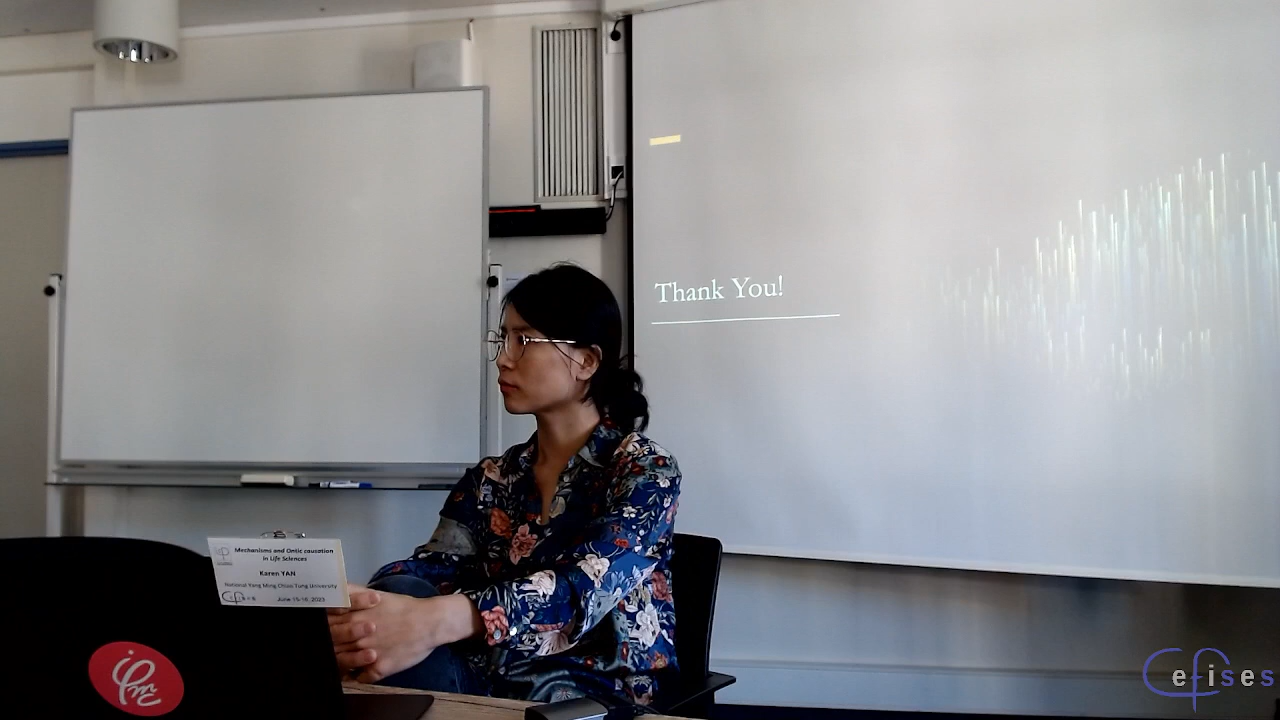 Thank You!
Mechanisms and Ontic causation
in Life Sciences
Karen YAN
National Yang Ming Chiao Tung University
June 15-16, 2023
Cefises